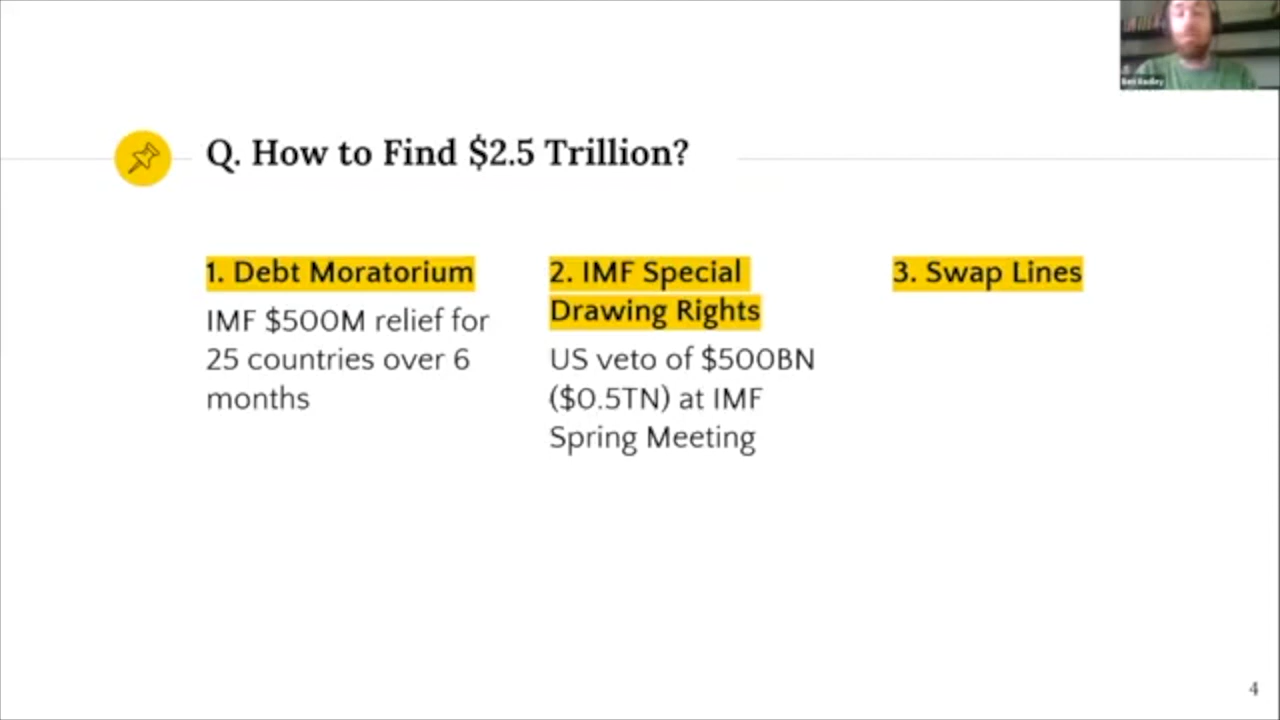 Q. How to Find $2.5 Trillion?
1. Debt Moratorium
IMF $500M relief for
25 countries over 6
months
2. IMF Special
Drawing Rights
US veto of $500BN
($0.5TN) at IMF
Spring Meeting
3. Swap Lines
4